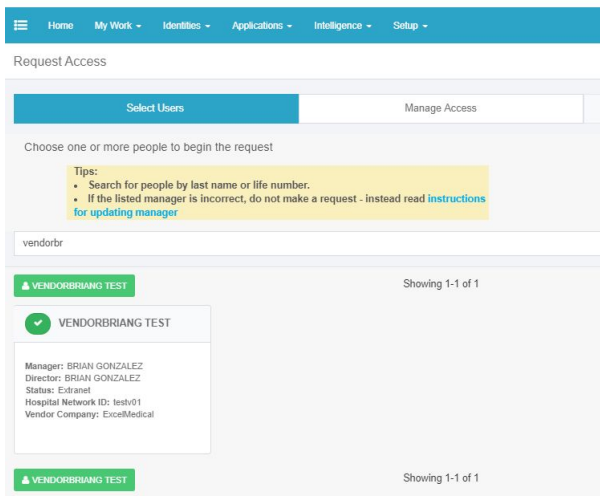 Home My Work Identities Applications Intelligence Setup
Request Access
Select Users Manage Access
Choose one or more people to begin the request
Tips:
• Search for people by last name or life number.
• If the listed manager is incorrect, do not make a request - instead read instructions
for updating manager
vendorbr
VENDORBRIANG TEST Showing 1-1 of 1
VENDORBRIANG TEST
Manager: BRIAN GONZALEZ
Director: BRIAN GONZALEZ
Status: Extranet
Hospital Network ID: testv01
Vendor Company: ExcelMedical
VENDORBRIANG TEST Showing 1-1 of 1